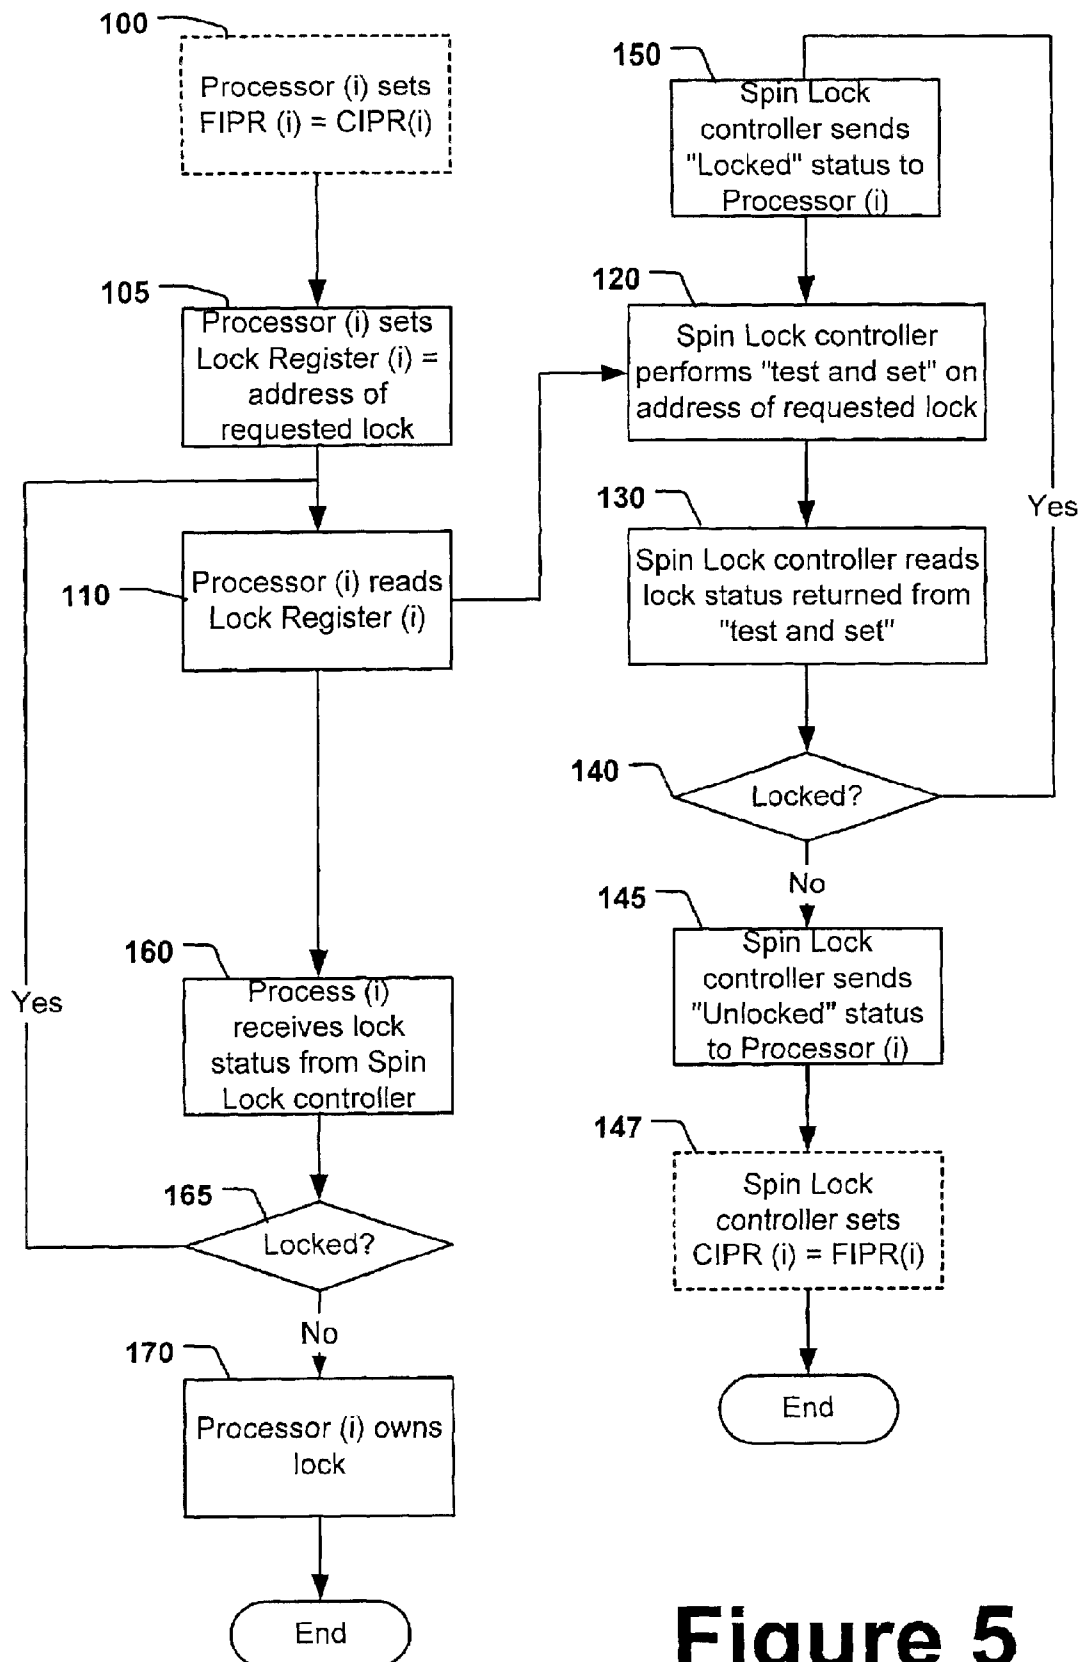 100
Processor (i) sets
FIPR (i) = CIPR(i)
105
Processor (i) sets
Lock Register (i) =
address of
requested lock
110
Processor (i) reads
Lock Register (i)
160
Process (i)
receives lock
status from Spin
Lock controller
Yes
165
Locked?
No
170
Processor (i) owns
lock
End
150
Spin Lock
controller sends
"Locked" status to
Processor (i)
120
Spin Lock controller
performs "test and set" on
address of requested lock
130
Spin Lock controller reads
lock status returned from
"test and set"
Yes
140
Locked?
No
145
Spin Lock
controller sends
"Unlocked" status
to Processor (i)
147
Spin Lock
controller sets
CIPR (i) = FIPR(i)
End
Figure 5